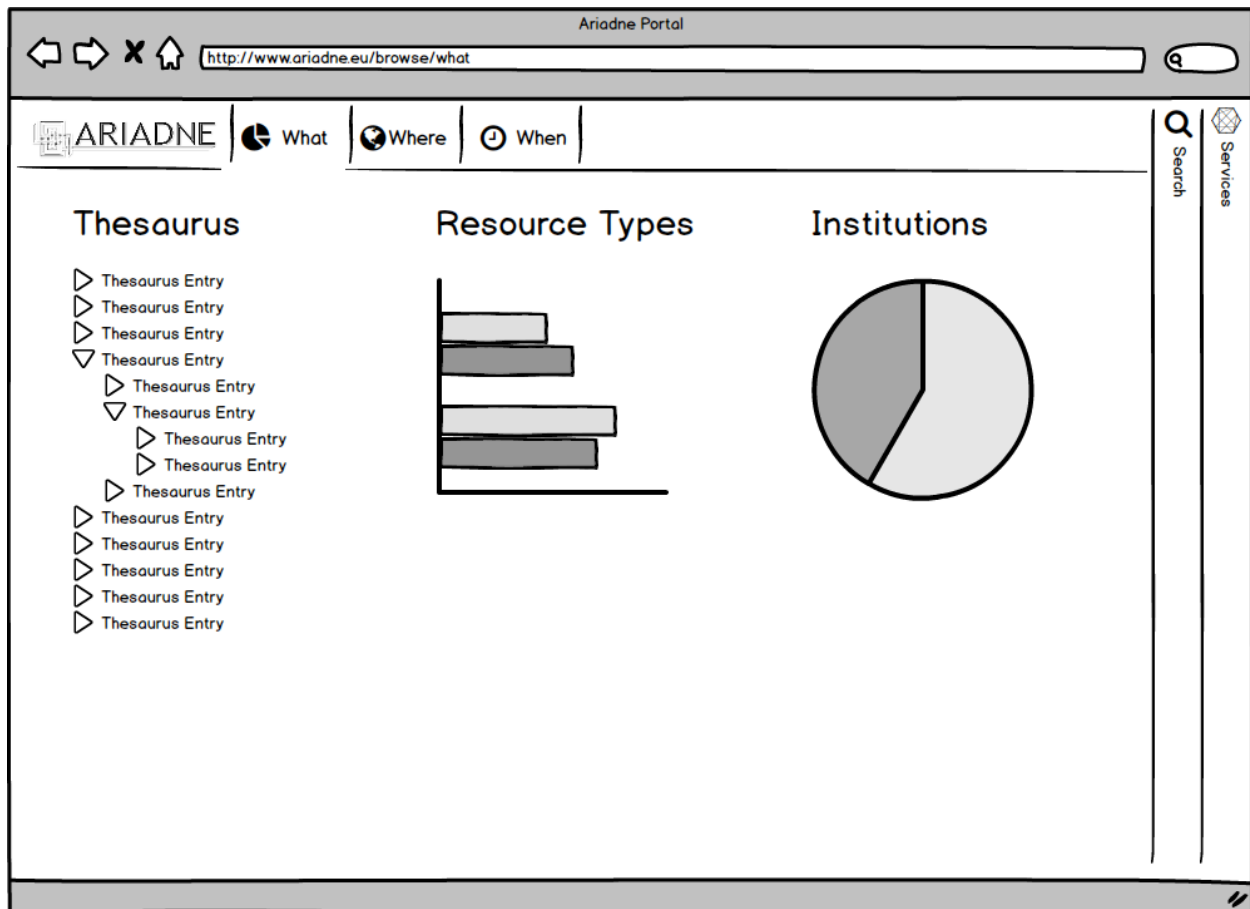 Ariadne Portal
http://www.ariadne.eu/browse/what
ARIADNE
What
Where
When
Search
Services
Thesaurus
Resource Types
Institutions
Thesaurus Entry
Thesaurus Entry
Thesaurus Entry
Thesaurus Entry
Thesaurus Entry
Thesaurus Entry
Thesaurus Entry
Thesaurus Entry
Thesaurus Entry
Thesaurus Entry
Thesaurus Entry
Thesaurus Entry
Thesaurus Entry
Thesaurus Entry